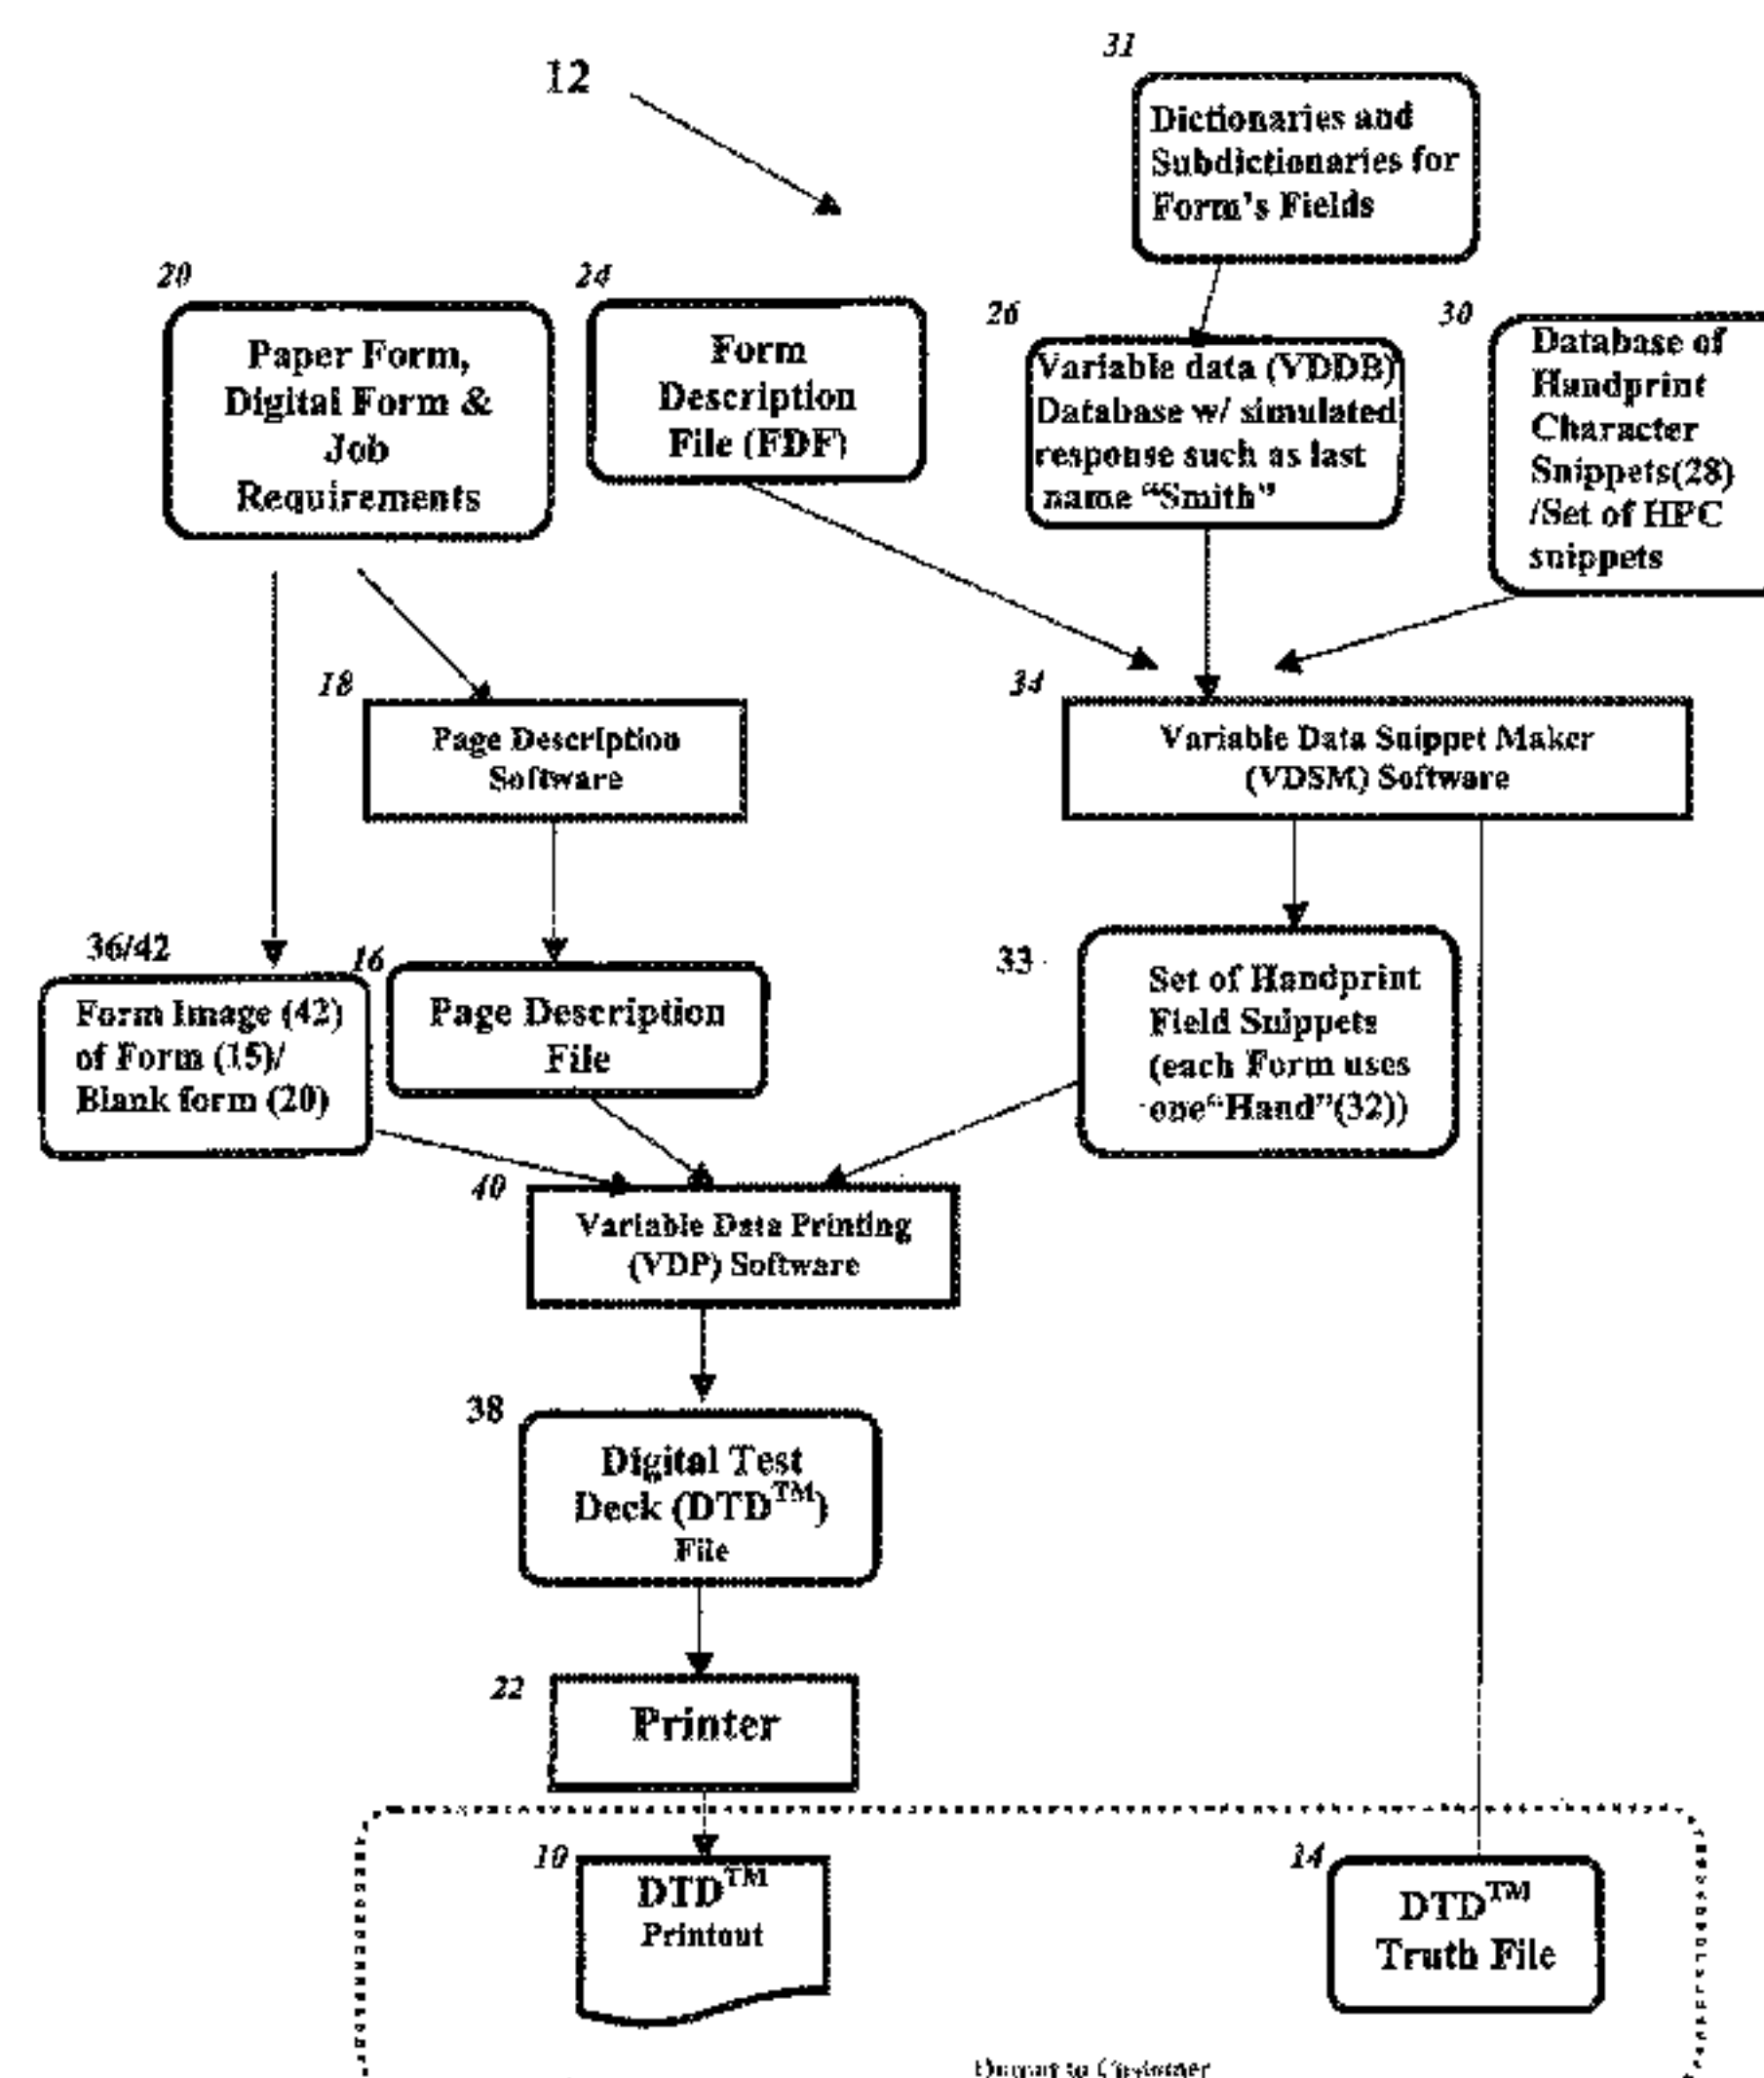 12
31
Dictionaries and
Subdictionaries for
Form's Fields
20
Paper Form,
Digital Form &
Job
Requirements
24
Form
Description
File (FDF)
26
Variable data (VDDB)
Database w/ simulated
response such as last
name “Smith”
30
Database of
Handprint
Character
Snippets(28)
/Set of HPC
snippets
18
Page Description
Software
34
Variable Data Snippet Maker
(VDSM) Software
36/42
Form Image (42)
of Form (15)/
Blank form (20)
16
Page Description
File
33
Set of Handprint
Field Snippets
(each Form uses
one“Hand”(32))
40
Variable Data Printing
(VDP) Software
38
Digital Test
Deck (DTD™)
File
22
Printer
10
DTD™
Printout
14
DTD™
Truth File
Output to Customer